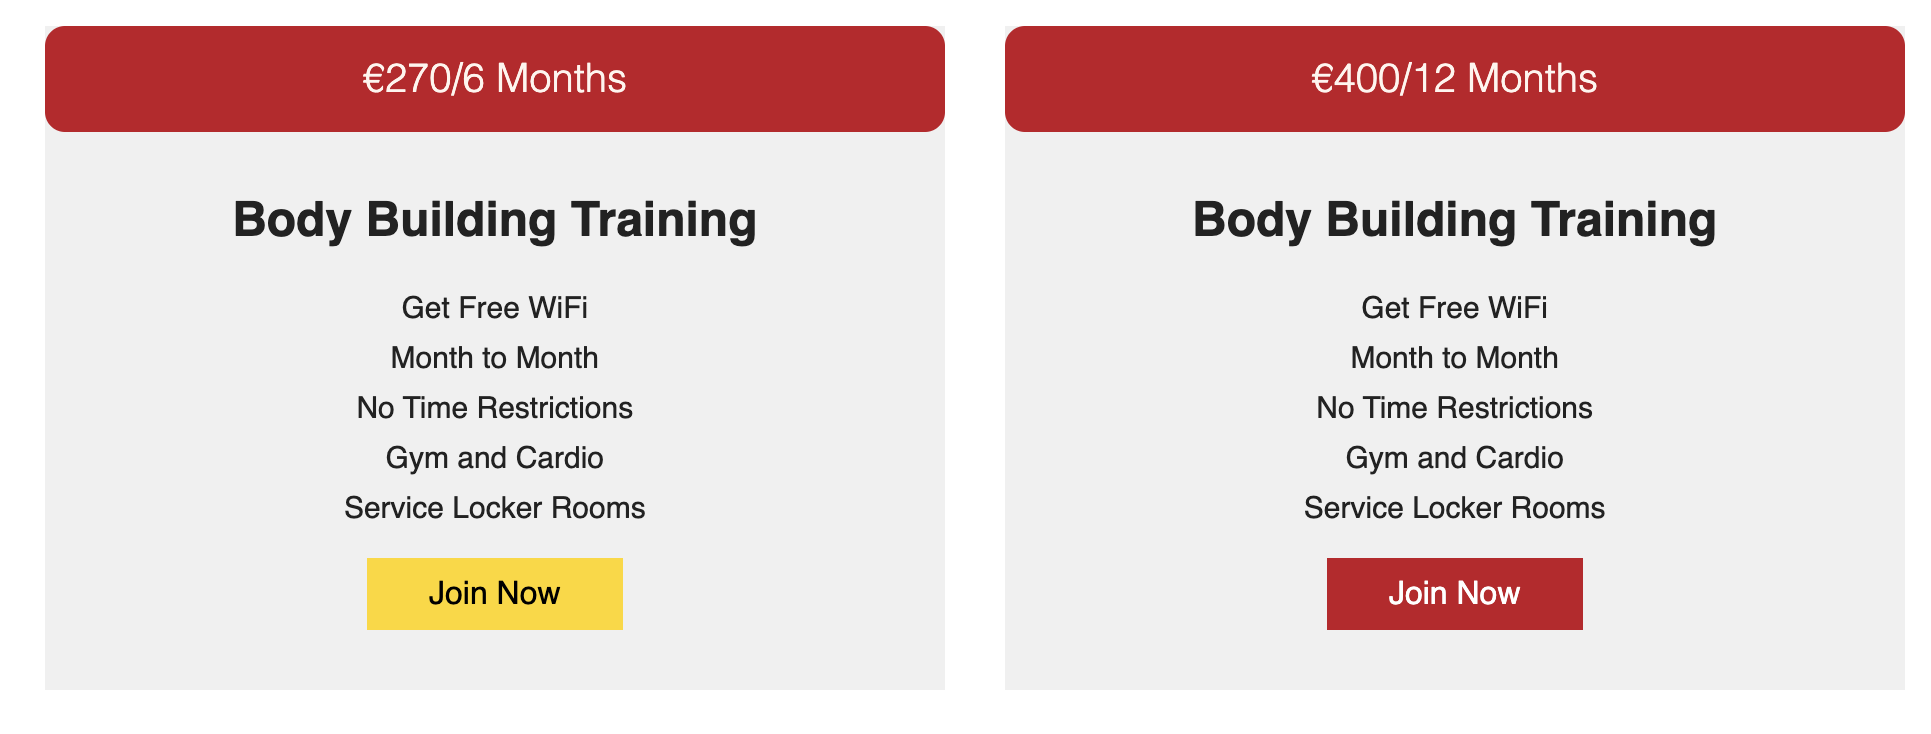 €270/6 Months
Body Building Training
Get Free WiFi
Month to Month
No Time Restrictions
Gym and Cardio
Service Locker Rooms
Join Now
€400/12 Months
Body Building Training
Get Free WiFi
Month to Month
No Time Restrictions
Gym and Cardio
Service Locker Rooms
Join Now